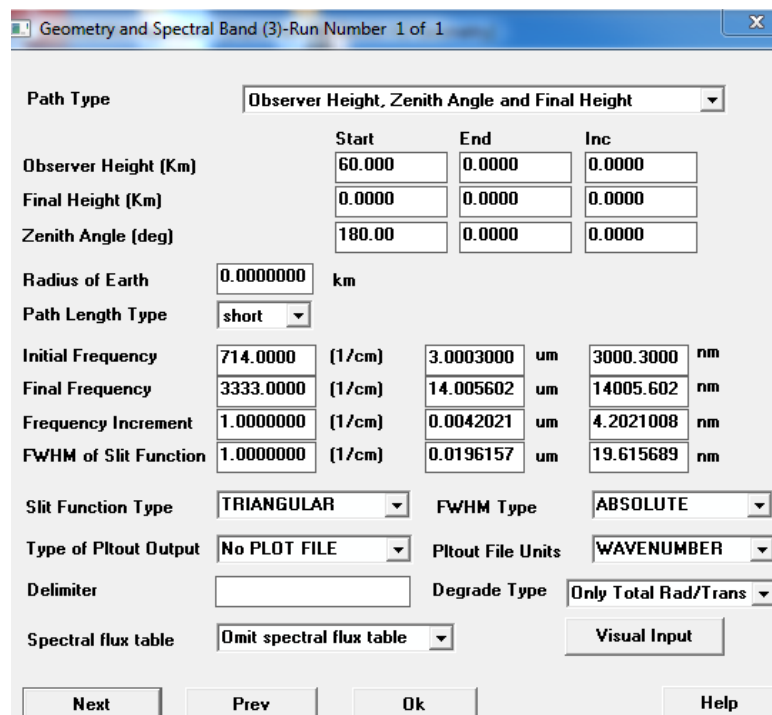 Geometry and Spectral Band (3)-Run Number 1 of 1
x
Path Type Observer Height, Zenith Angle and Final Height
Start End Inc
Observer Height (Km) 60.000 0.0000 0.0000
Final Height (Km) 0.0000 0.0000 0.0000
Zenith Angle (deg) 180.00 0.0000 0.0000
Radius of Earth 0.0000000 km
Path Length Type short
Initial Frequency 714.0000 (1/cm) 3.0003000 um 3000.3000 nm
Final Frequency 3333.0000 (1/cm) 14.005602 um 14005.602 nm
Frequency Increment 1.0000000 (1/cm) 0.0042021 um 4.2021008 nm
FWHM of Slit Function 1.0000000 (1/cm) 0.0196157 um 19.615689 nm
Slit Function Type TRIANGULAR FWHM Type ABSOLUTE
Type of Pltout Output No PLOT FILE Pltout File Units WAVENUMBER
Delimiter Degrade Type Only Total Rad/Trans
Spectral flux table Omit spectral flux table Visual Input
Next Prev Ok Help